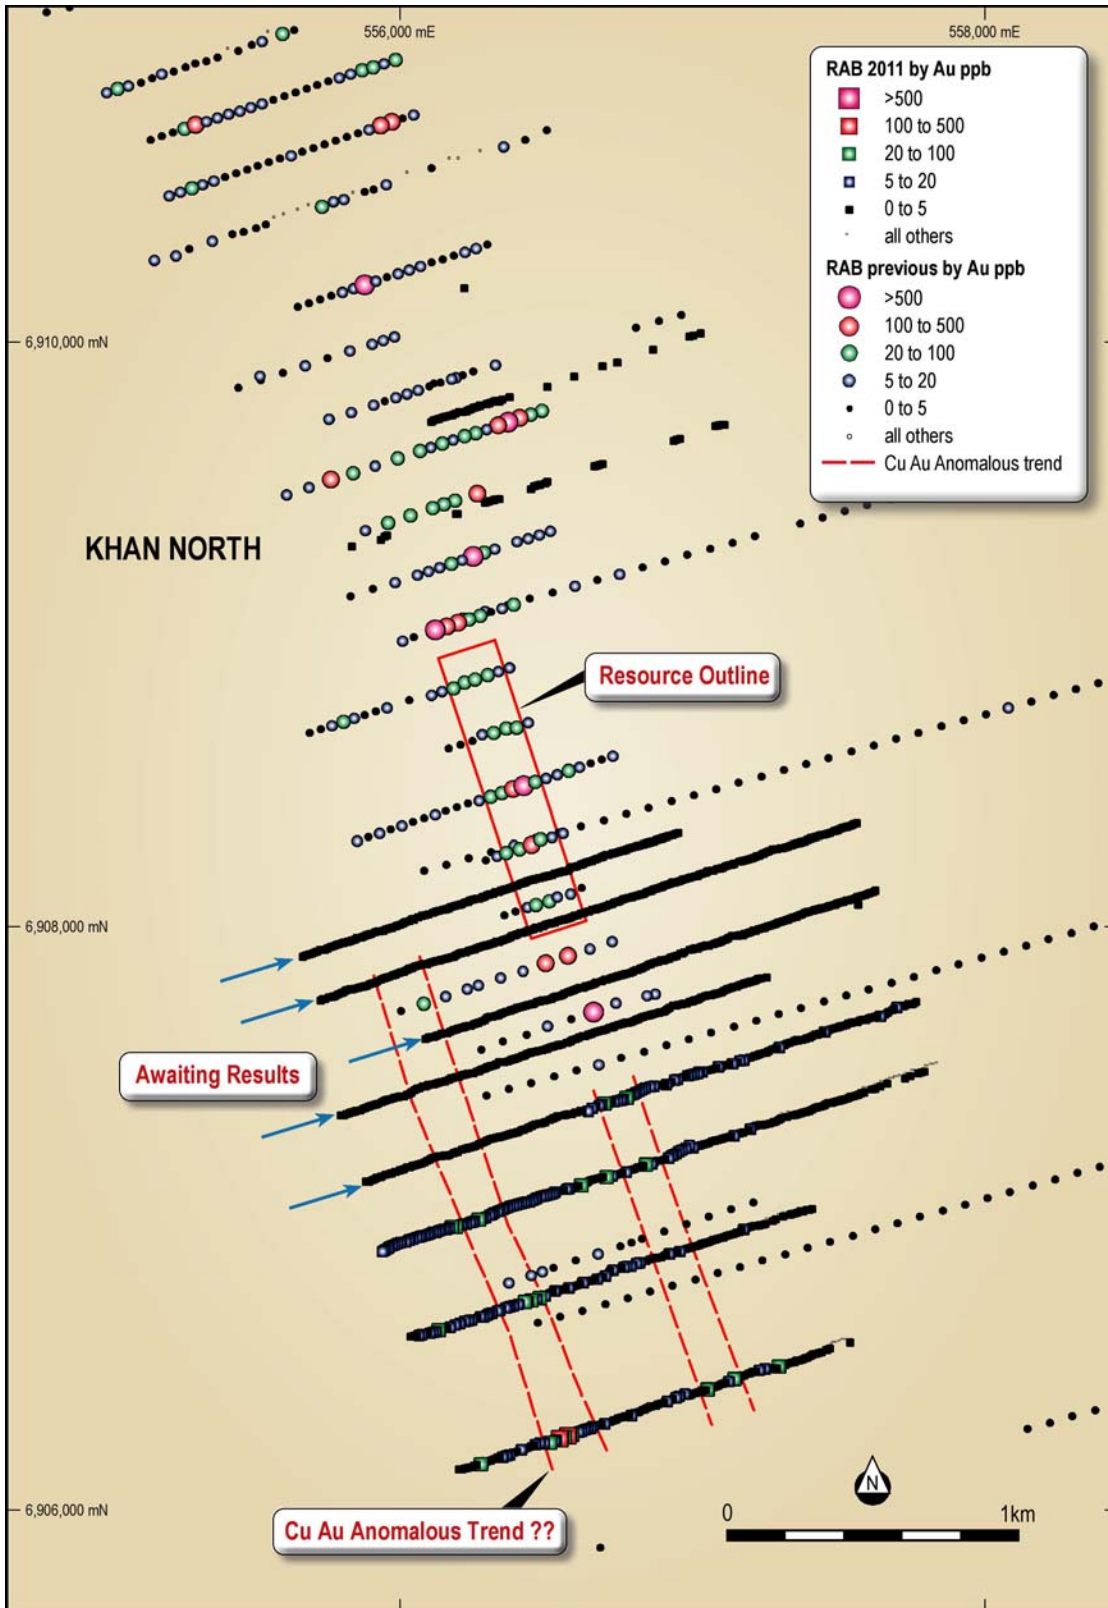 556,000 mE
558,000 mE
RAB 2011 by Au ppb
>500
100 to 500
20 to 100
5 to 20
0 to 5
all others
RAB previous by Au ppb
>500
100 to 500
20 to 100
5 to 20
0 to 5
all others
Cu Au Anomalous trend
6,910,000 mN
KHAN NORTH
Resource Outline
6,908,000 mN
Awaiting Results
6,906,000 mN
Cu Au Anomalous Trend ??
N
0
1km